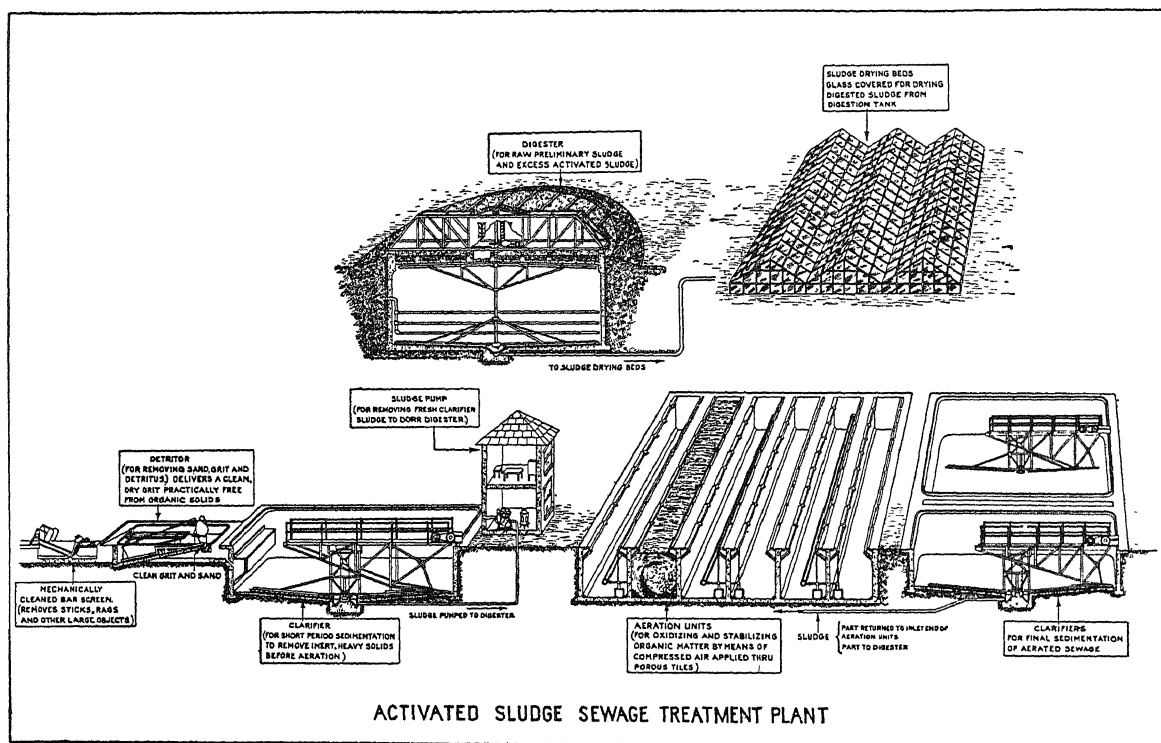 SLUDGE DRYING BEDS
GLASS COVERED FOR DRYING
DIGESTED SLUDGE FROM
DIGESTION TANK
DIGESTER
(FOR RAW PRELIMINARY SLUDGE
AND EXCESS ACTIVATED SLUDGE)
TO SLUDGE DRYING BEDS
SLUDGE PUMP
(FOR REMOVING FRESH CLARIFIER
SLUDGE TO DORR DIGESTER)
DETRITOR
(FOR REMOVING SAND, GRIT AND
DETRITUS) DELIVERS A CLEAN,
DRY GRIT PRACTICALLY FREE
FROM ORGANIC SOLIDS
CLEAN GRIT AND SAND
MECHANICALLY
CLEANED BAR SCREEN.
(REMOVES STICKS, RAGS
AND OTHER LARGE OBJECTS)
SLUDGE PUMPED TO DIGESTER
CLARIFIER
(FOR SHORT PERIOD SEDIMENTATION
TO REMOVE INERT, HEAVY SOLIDS
BEFORE AERATION)
AERATION UNITS
(FOR OXIDIZING AND STABILIZING
ORGANIC MATTER BY MEANS OF
COMPRESSED AIR APPLIED THRU
POROUS TILES)
SLUDGE
PART RETURNED TO INLET END OF
AERATION UNITS
PART TO DIGESTER
CLARIFIERS
FOR FINAL SEDIMENTATION
OF AERATED SEWAGE
ACTIVATED SLUDGE SEWAGE TREATMENT PLANT